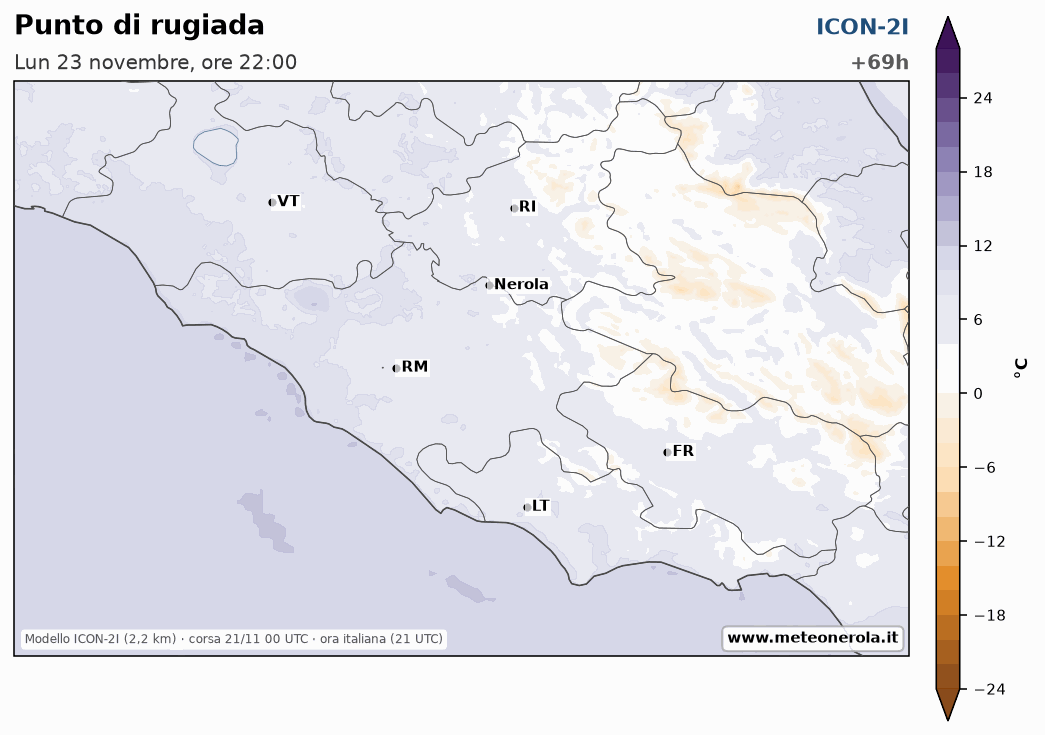 Punto di rugiada
ICON-2I
Lun 23 novembre, ore 22:00
+69h
VT
RI
Nerola
RM
FR
LT
24
18
12
6
0
−6
−12
−18
−24
°C
Modello ICON-2I (2,2 km) · corsa 21/11 00 UTC · ora italiana (21 UTC)
www.meteonerola.it